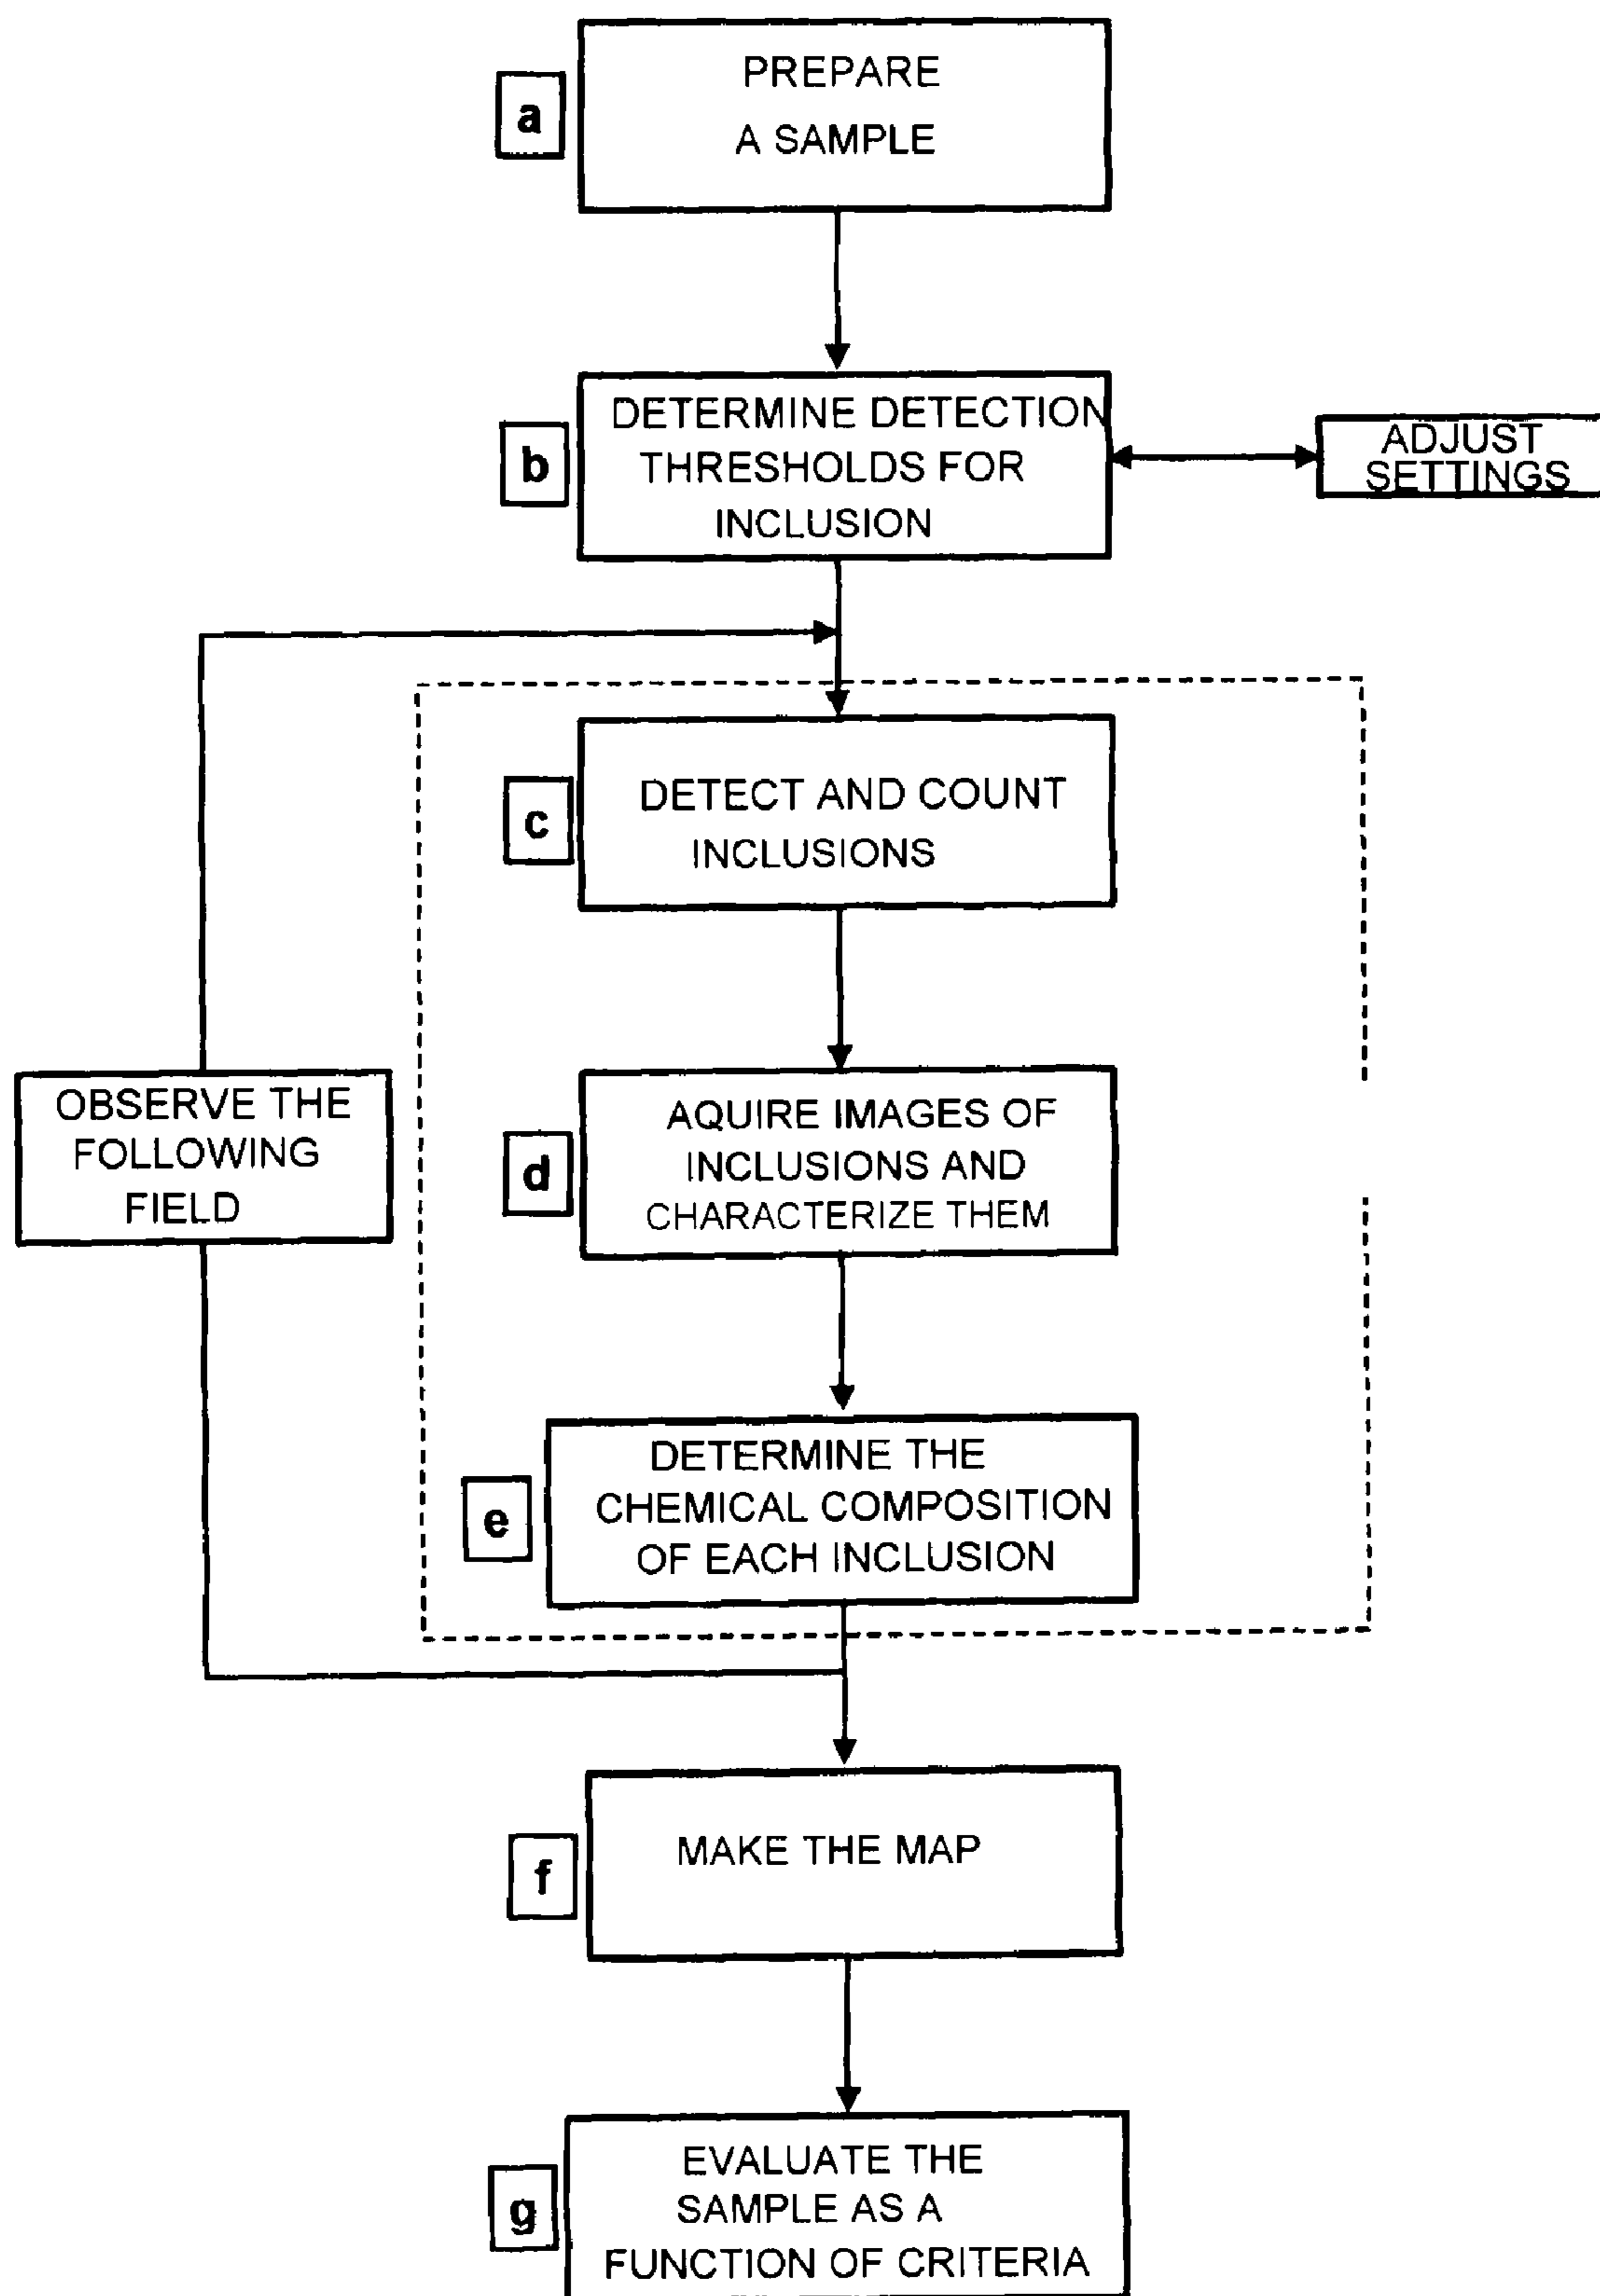 a
PREPARE
A SAMPLE
b
DETERMINE DETECTION
THRESHOLDS FOR
INCLUSION
ADJUST
SETTINGS
c
DETECT AND COUNT
INCLUSIONS
OBSERVE THE
FOLLOWING
FIELD
d
AQUIRE IMAGES OF
INCLUSIONS AND
CHARACTERIZE THEM
e
DETERMINE THE
CHEMICAL COMPOSITION
OF EACH INCLUSION
f
MAKE THE MAP
g
EVALUATE THE
SAMPLE AS A
FUNCTION OF CRITERIA